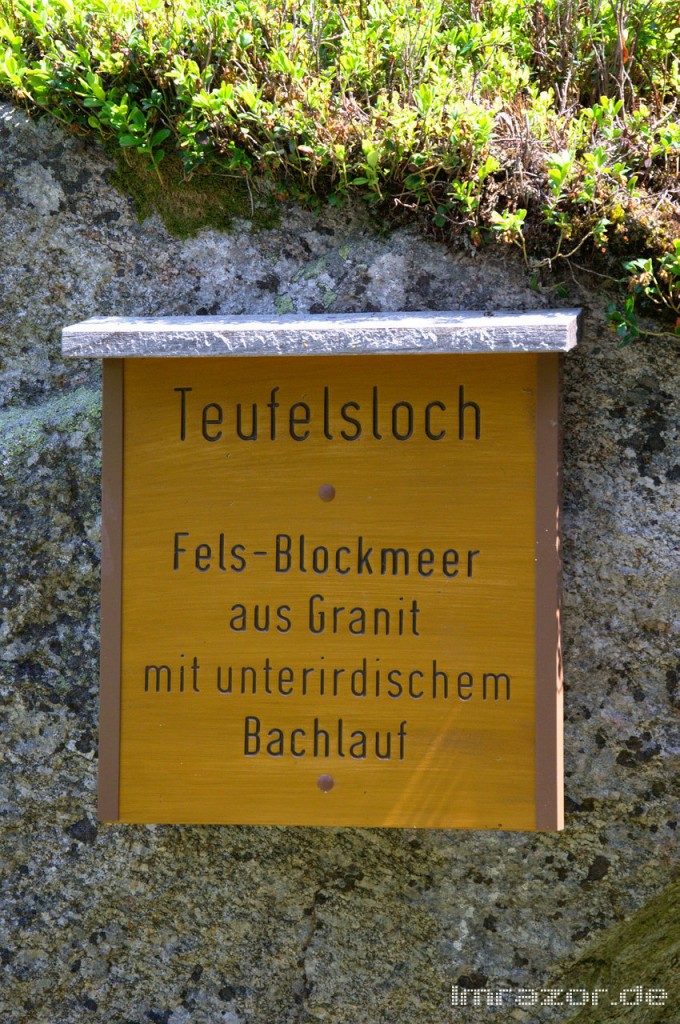 Teufelsloch
Fels-Blockmeer
aus Granit
mit unterirdischem
Bachlauf
lmrazor.de